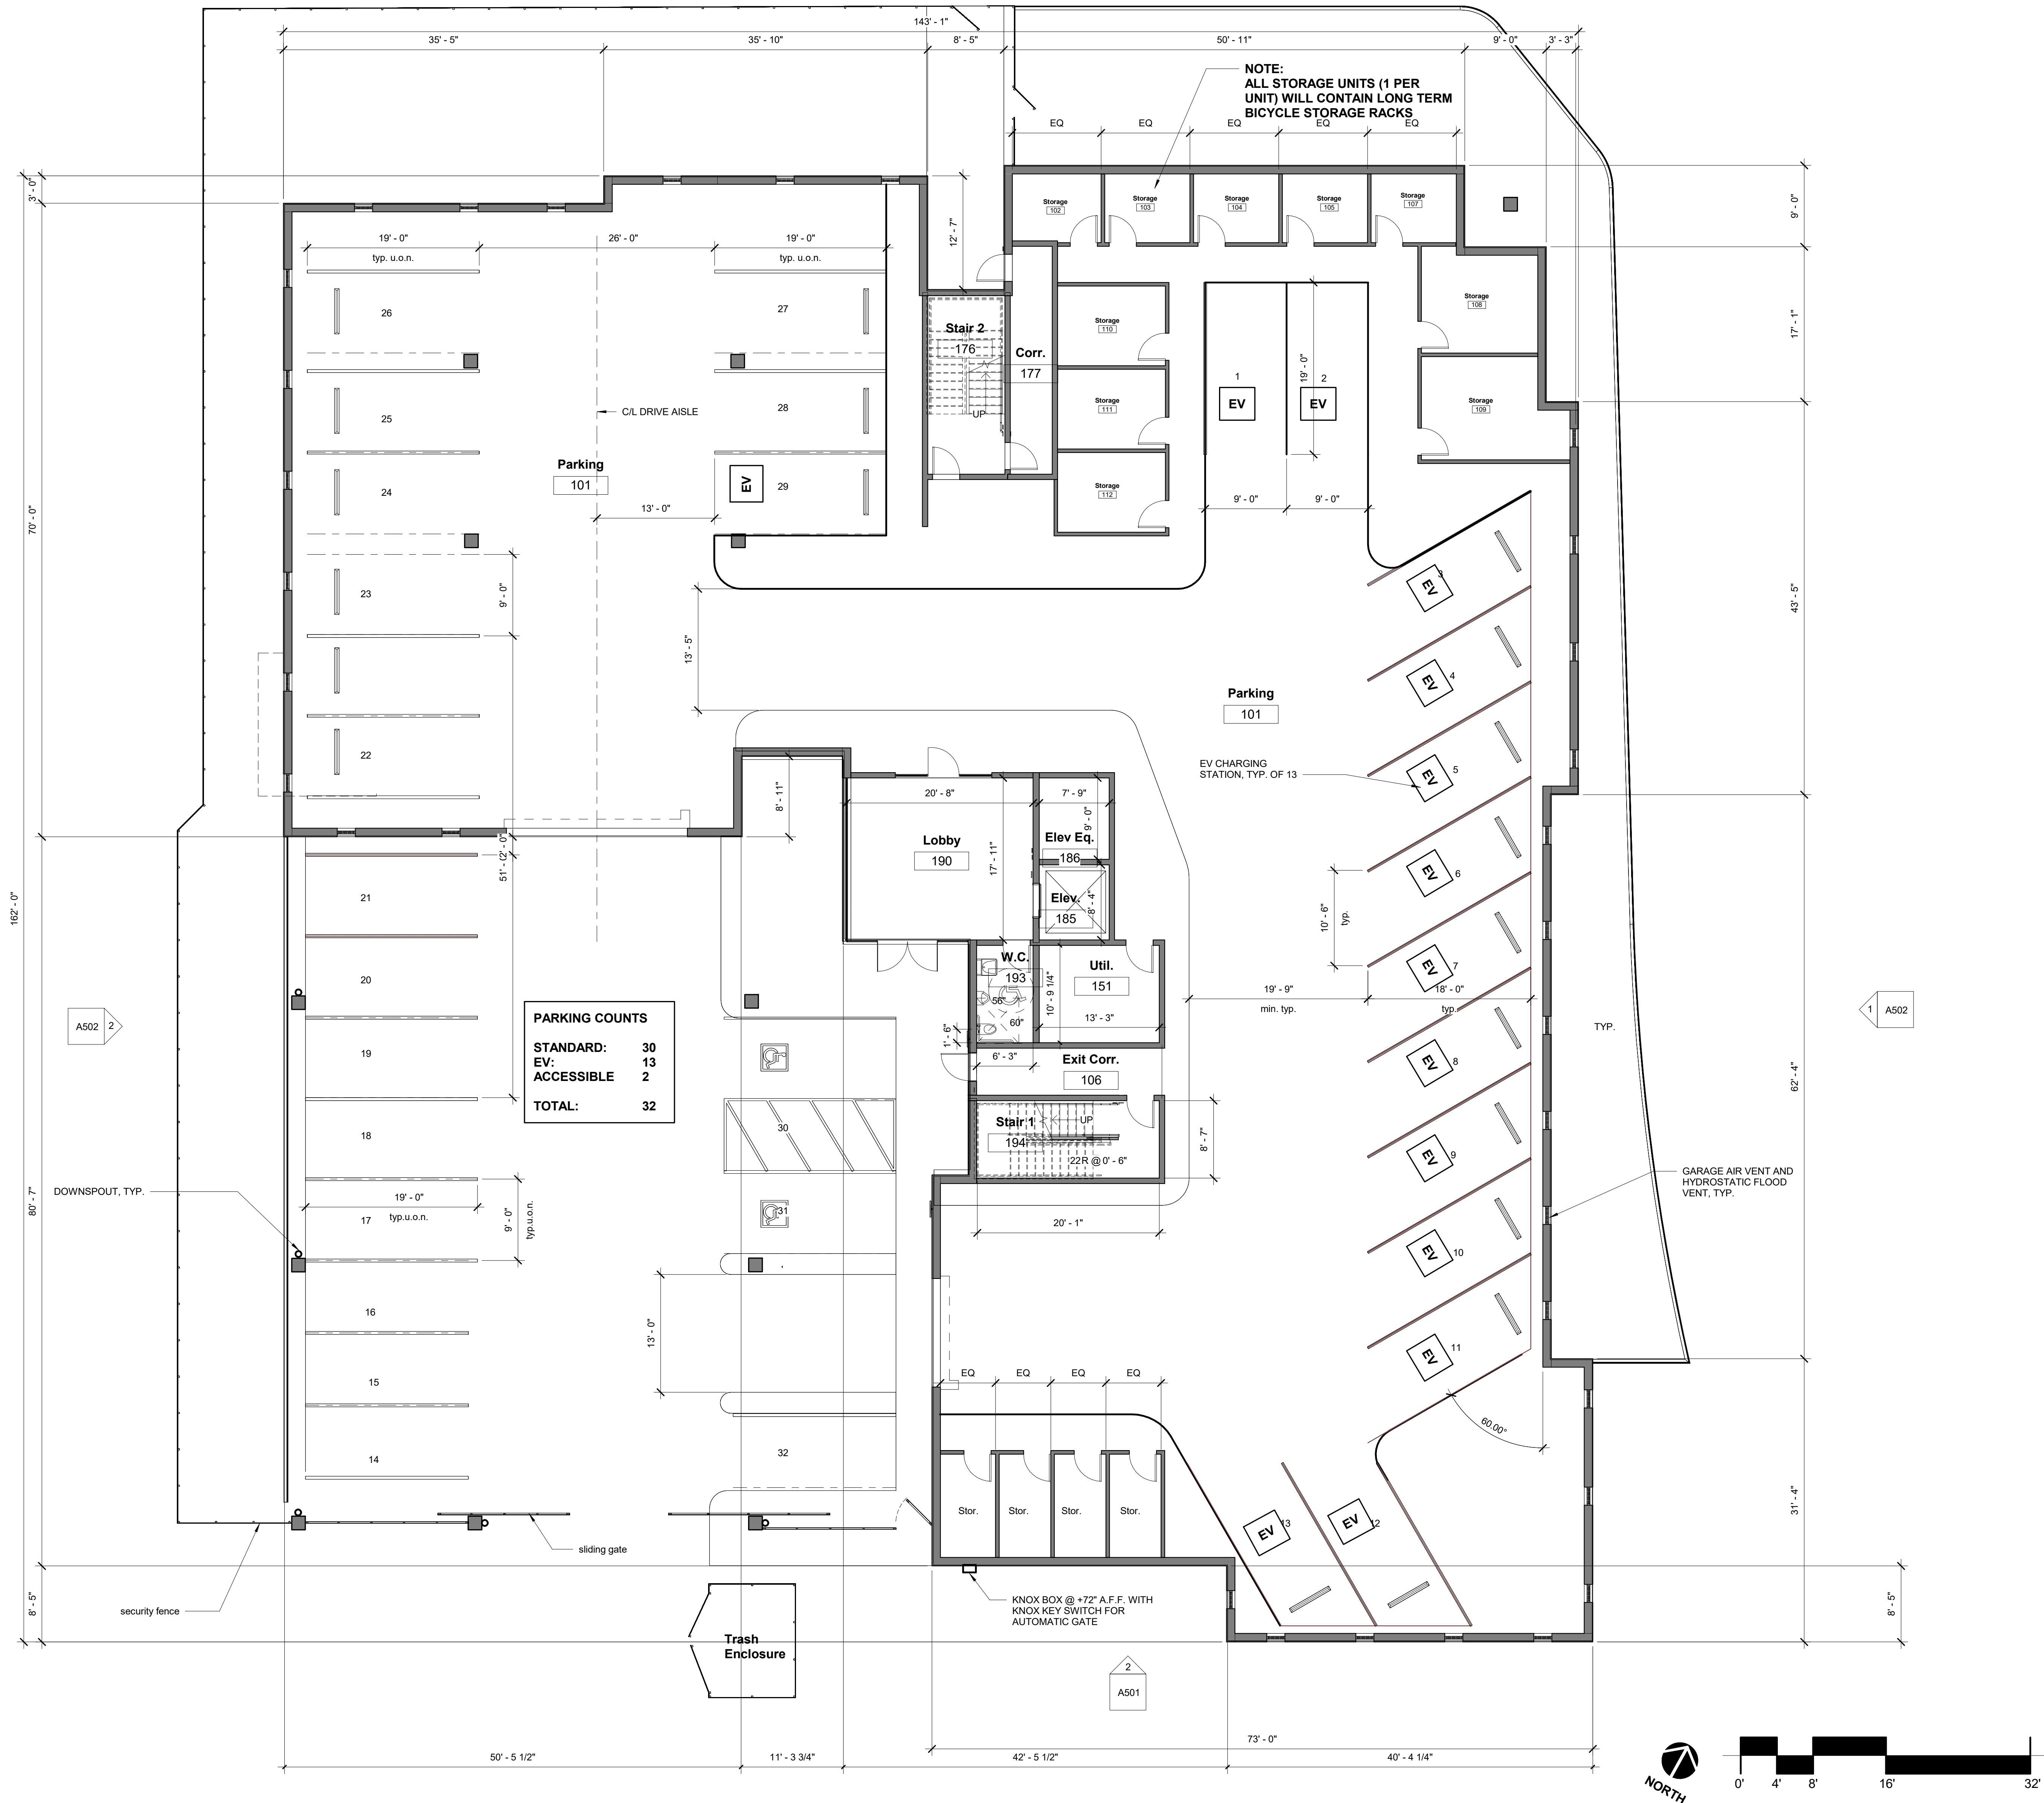 143' - 1"
35' - 5"
35' - 10"
8' - 5"
50' - 11"
9' - 0"
3' - 3"
NOTE:
ALL STORAGE UNITS (1 PER
UNIT) WILL CONTAIN LONG TERM
BICYCLE STORAGE RACKS
EQ
EQ
EQ
EQ
EQ
3' - 0"
12' - 7"
9' - 0"
Storage
102
Storage
103
Storage
104
Storage
105
Storage
107
19' - 0"
typ. u.o.n.
26' - 0"
19' - 0"
typ. u.o.n.
26
27
Stair 2
176
UP
Corr.
177
Storage
110
Storage
108
17' - 1"
1
EV
19' - 0"
2
EV
Storage
111
Storage
109
25
C/L DRIVE AISLE
28
Parking
101
24
EV
29
Storage
112
13' - 0"
9' - 0"
9' - 0"
70' - 0"
23
9' - 0"
13' - 5"
EV
3
43' - 5"
EV
4
Parking
101
22
EV CHARGING
STATION, TYP. OF 13
EV
5
8' - 11"
20' - 8"
7' - 9"
9' - 0"
Lobby
190
17' - 11"
Elev Eq.
186
Elev.
185
8' - 4"
51' - 0"
2' - 0"
21
162' - 0"
EV
6
10' - 6"
typ.
20
W.C.
193
56"
60"
10' - 9 1/4"
Util.
151
13' - 3"
EV
7
19' - 9"
min. typ.
18' - 0"
typ.
A502
2
1
A502
TYP.
PARKING COUNTS
STANDARD: 30
EV: 13
ACCESSIBLE 2
TOTAL: 32
19
1' - 6"
6' - 3"
Exit Corr.
106
EV
8
62' - 4"
18
30
Stair 1
194
UP
22R @ 0' - 6"
8' - 7"
EV
9
DOWNSPOUT, TYP.
80' - 7"
19' - 0"
typ.u.o.n.
17
9' - 0"
typ.u.o.n.
31
20' - 1"
GARAGE AIR VENT AND
HYDROSTATIC FLOOD
VENT, TYP.
EV
10
16
13' - 0"
EV
11
EQ
EQ
EQ
EQ
15
60.00°
14
32
Stor.
Stor.
Stor.
Stor.
EV
13
EV
12
31' - 4"
sliding gate
security fence
8' - 5"
KNOX BOX @ +72" A.F.F. WITH
KNOX KEY SWITCH FOR
AUTOMATIC GATE
8' - 5"
Trash
Enclosure
2
A501
73' - 0"
50' - 5 1/2"
11' - 3 3/4"
42' - 5 1/2"
40' - 4 1/4"
NORTH
0'
4'
8'
16'
32'